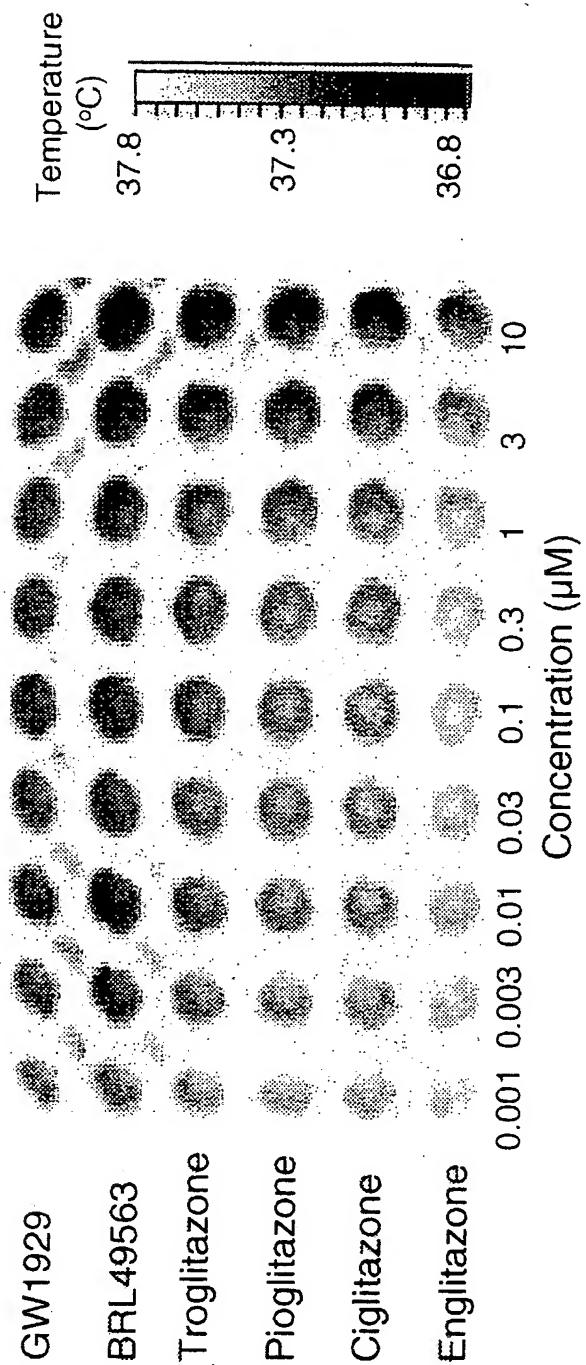 Temperature
(°C)
37.8
37.3
36.8
GW1929
BRL49563
Troglitazone
Pioglitazone
Ciglitazone
Englitazone
0.001 0.003 0.01 0.03 0.1 0.3 1 3 10
Concentration (µM)